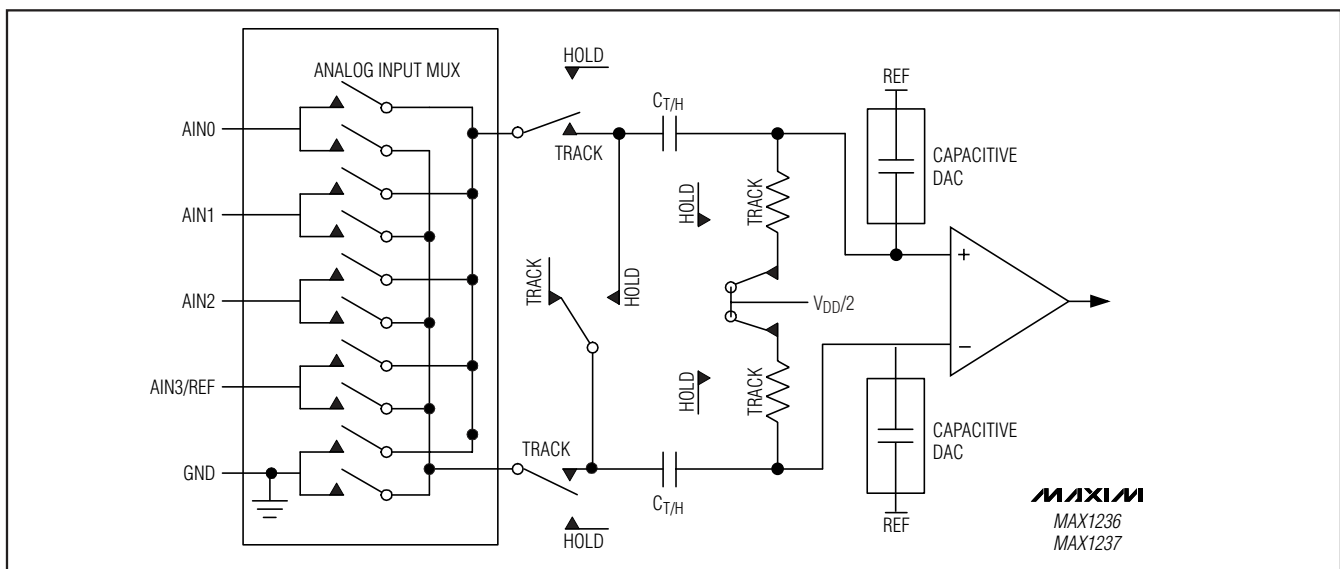 ANALOG INPUT MUX
AIN0
AIN1
AIN2
AIN3/REF
GND
HOLD
TRACK
CT/H
HOLD
TRACK
TRACK
HOLD
VDD/2
HOLD
TRACK
TRACK
HOLD
CT/H
REF
CAPACITIVE
DAC
+
−
CAPACITIVE
DAC
REF
MAXIM
MAX1236
MAX1237